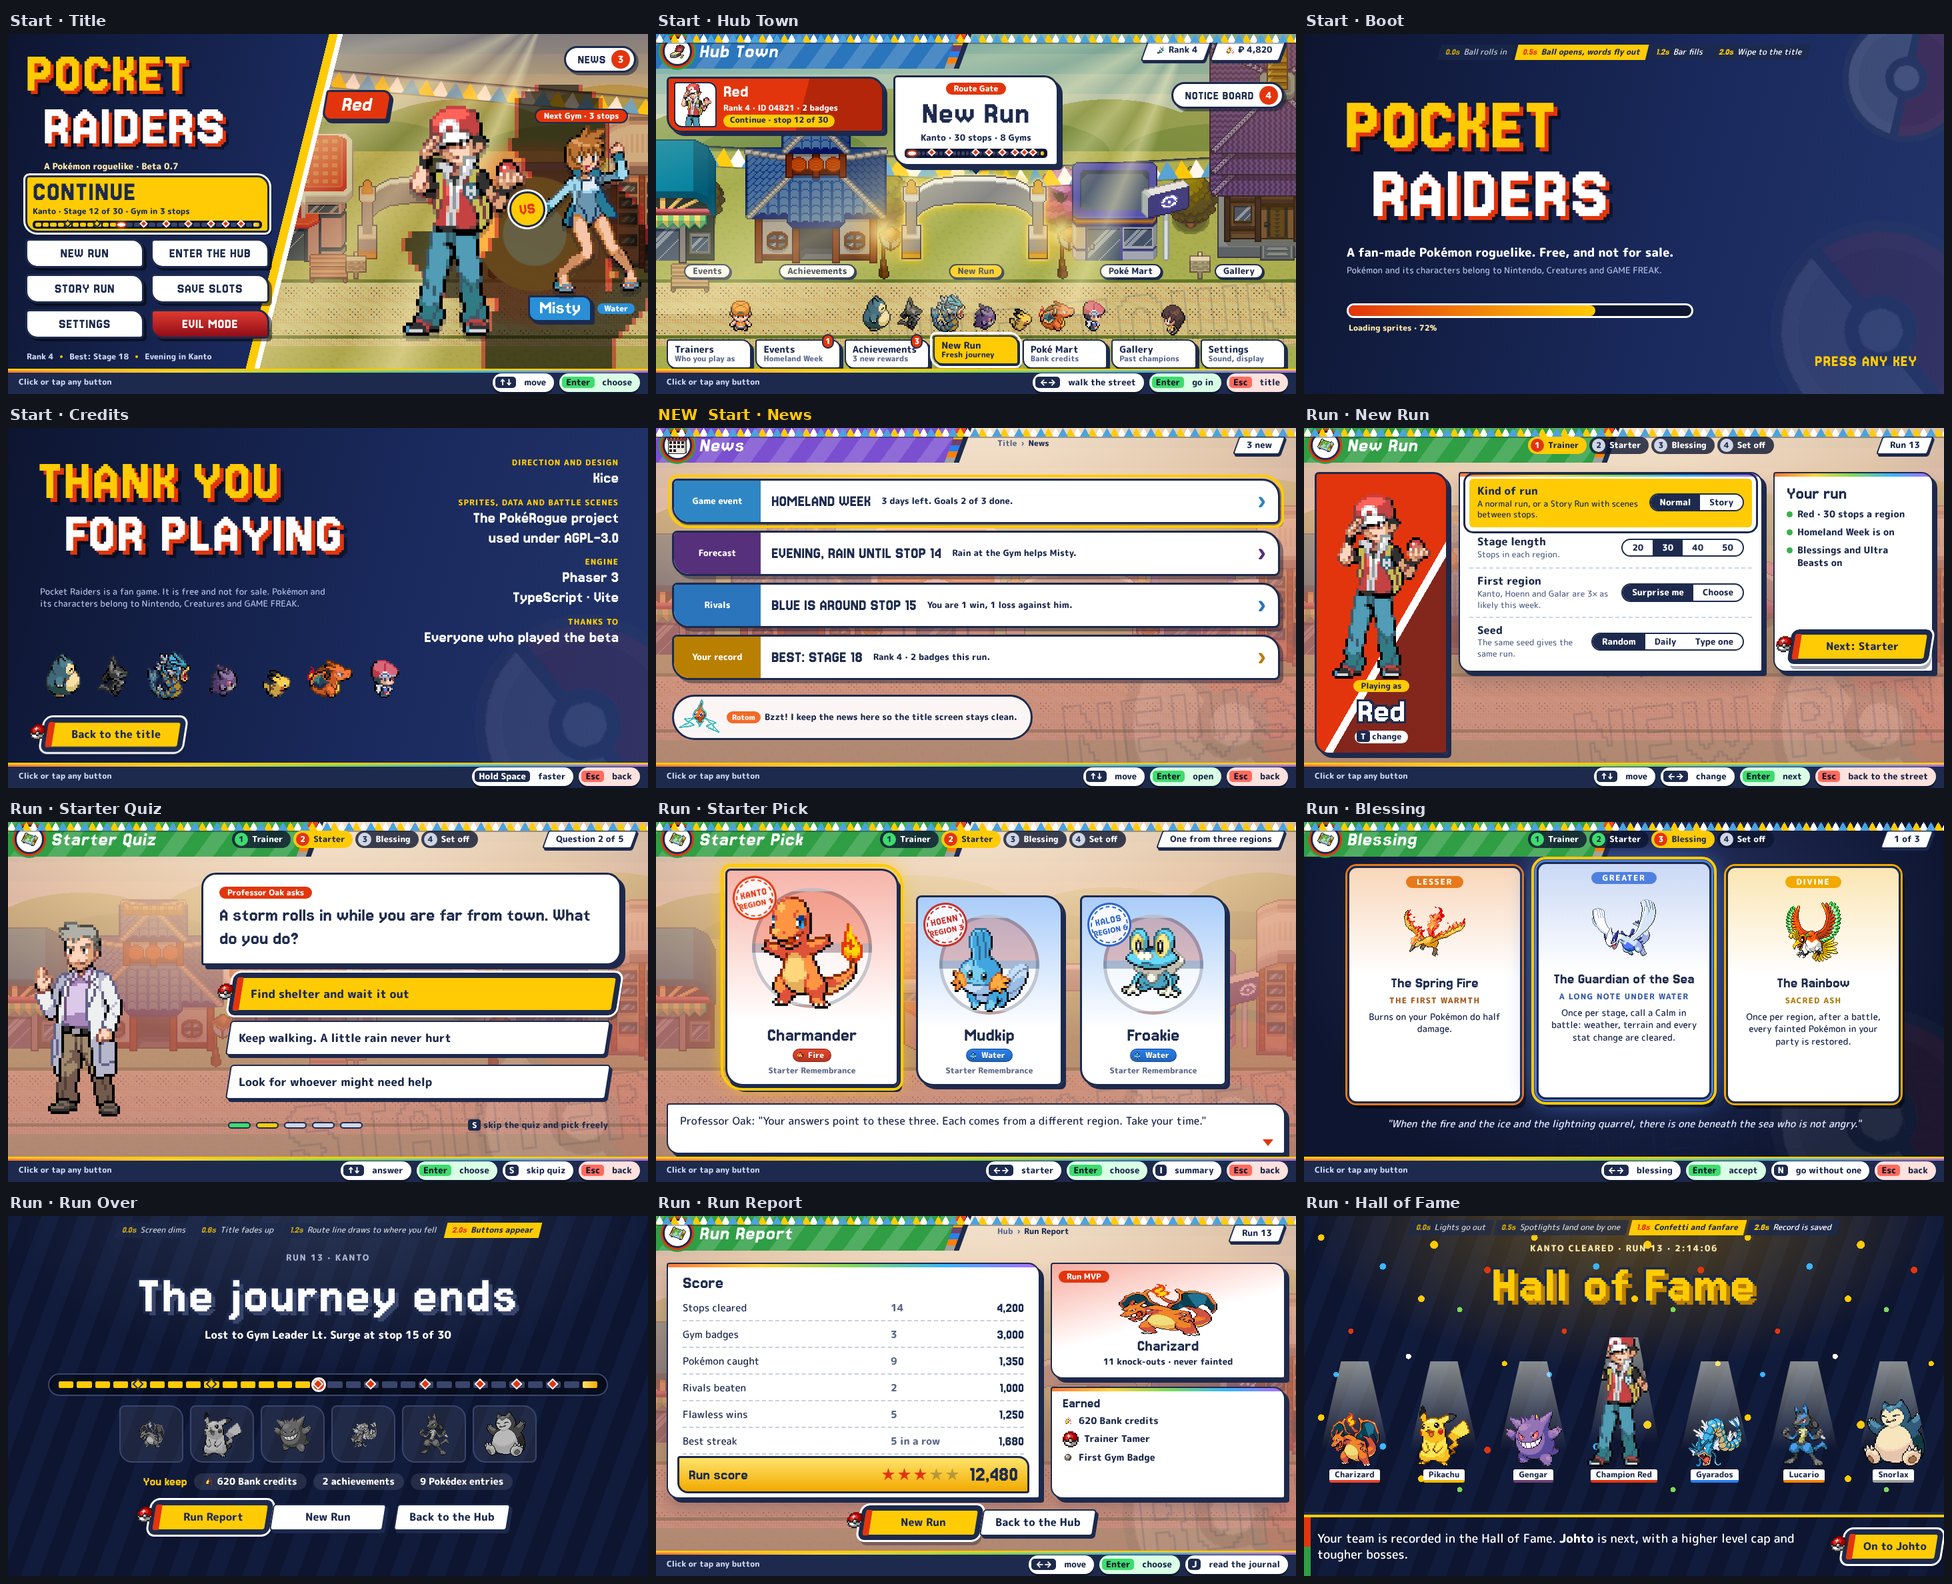 Start · Title
POCKET
RAIDERS
A Pokémon roguelike · Beta 0.7
CONTINUE
Kanto · Stage 12 of 30 · Gym in 3 stops
NEW RUN
ENTER THE HUB
STORY RUN
SAVE SLOTS
SETTINGS
EVIL MODE
Rank 4 • Best: Stage 18 • Evening in Kanto
NEWS 3
Red
Next Gym · 3 stops
VS
Misty
Water
Click or tap any button
↑↓ move
Enter choose
Start · Hub Town
Hub Town
Rank 4
₽ 4,820
Red
Rank 4 · ID 04821 · 2 badges
Continue · stop 12 of 30
Route Gate
New Run
Kanto · 30 stops · 8 Gyms
NOTICE BOARD 4
Events
Achievements
New Run
Poké Mart
Gallery
Trainers
Who you play as
Events 1
Homeland Week
Achievements 3
3 new rewards
New Run
Fresh journey
Poké Mart
Bank credits
Gallery
Past champions
Settings
Sound, display
Click or tap any button
←→ walk the street
Enter go in
Esc title
Start · Boot
0.0s Ball rolls in
0.5s Ball opens, words fly out
1.2s Bar fills
2.0s Wipe to the title
POCKET
RAIDERS
A fan-made Pokémon roguelike. Free, and not for sale.
Pokémon and its characters belong to Nintendo, Creatures and GAME FREAK.
Loading sprites · 72%
PRESS ANY KEY
Start · Credits
THANK YOU
FOR PLAYING
Pocket Raiders is a fan game. It is free and not for sale. Pokémon and
its characters belong to Nintendo, Creatures and GAME FREAK.
DIRECTION AND DESIGN
Kice
SPRITES, DATA AND BATTLE SCENES
The PokéRogue project
used under AGPL-3.0
ENGINE
Phaser 3
TypeScript · Vite
THANKS TO
Everyone who played the beta
Back to the title
Click or tap any button
Hold Space faster
Esc back
NEW Start · News
News
Title › News
3 new
Game event
HOMELAND WEEK 3 days left. Goals 2 of 3 done.
Forecast
EVENING, RAIN UNTIL STOP 14 Rain at the Gym helps Misty.
Rivals
BLUE IS AROUND STOP 15 You are 1 win, 1 loss against him.
Your record
BEST: STAGE 18 Rank 4 · 2 badges this run.
Rotom Bzzt! I keep the news here so the title screen stays clean.
NEWS
Click or tap any button
↑↓ move
Enter open
Esc back
Run · New Run
New Run
1 Trainer
2 Starter
3 Blessing
4 Set off
Run 13
Playing as
Red
T change
Kind of run
A normal run, or a Story Run with scenes
between stops.
Normal Story
Stage length
Stops in each region.
20 30 40 50
First region
Kanto, Hoenn and Galar are 3× as
likely this week.
Surprise me Choose
Seed
The same seed gives the
same run.
Random Daily Type one
Your run
Red · 30 stops a region
Homeland Week is on
Blessings and Ultra
Beasts on
Next: Starter
NEW RUN
Click or tap any button
↑↓ move
←→ change
Enter next
Esc back to the street
Run · Starter Quiz
Starter Quiz
1 Trainer
2 Starter
3 Blessing
4 Set off
Question 2 of 5
Professor Oak asks
A storm rolls in while you are far from town. What
do you do?
Find shelter and wait it out
Keep walking. A little rain never hurt
Look for whoever might need help
S skip the quiz and pick freely
Click or tap any button
↑↓ answer
Enter choose
S skip quiz
Esc back
Run · Starter Pick
Starter Pick
1 Trainer
2 Starter
3 Blessing
4 Set off
One from three regions
KANTO
REGION 1
Charmander
Fire
Starter Remembrance
HOENN
REGION 3
Mudkip
Water
Starter Remembrance
KALOS
REGION 6
Froakie
Water
Starter Remembrance
Professor Oak: "Your answers point to these three. Each comes from a different region. Take your time."
Click or tap any button
←→ starter
Enter choose
I summary
Esc back
Run · Blessing
Blessing
1 Trainer
2 Starter
3 Blessing
4 Set off
1 of 3
LESSER
The Spring Fire
THE FIRST WARMTH
Burns on your Pokémon do half
damage.
GREATER
The Guardian of the Sea
A LONG NOTE UNDER WATER
Once per stage, call a Calm in
battle: weather, terrain and every
stat change are cleared.
DIVINE
The Rainbow
SACRED ASH
Once per region, after a battle,
every fainted Pokémon in your
party is restored.
"When the fire and the ice and the lightning quarrel, there is one beneath the sea who is not angry."
Click or tap any button
←→ blessing
Enter accept
N go without one
Esc back
Run · Run Over
0.0s Screen dims
0.6s Title fades up
1.2s Route line draws to where you fell
2.0s Buttons appear
RUN 13 · KANTO
The journey ends
Lost to Gym Leader Lt. Surge at stop 15 of 30
You keep
620 Bank credits
2 achievements
9 Pokédex entries
Run Report
New Run
Back to the Hub
Run · Run Report
Run Report
Hub › Run Report
Run 13
Score
Stops cleared 14 4,200
Gym badges 3 3,000
Pokémon caught 9 1,350
Rivals beaten 2 1,000
Flawless wins 5 1,250
Best streak 5 in a row 1,680
Run score ★★★★★ 12,480
Run MVP
Charizard
11 knock-outs · never fainted
Earned
620 Bank credits
Trainer Tamer
First Gym Badge
New Run
Back to the Hub
Click or tap any button
←→ move
Enter choose
J read the journal
Run · Hall of Fame
0.0s Lights go out
0.5s Spotlights land one by one
1.8s Confetti and fanfare
2.8s Record is saved
KANTO CLEARED · RUN 13 · 2:14:06
Hall of Fame
Charizard
Pikachu
Gengar
Champion Red
Gyarados
Lucario
Snorlax
Your team is recorded in the Hall of Fame. Johto is next, with a higher level cap and
tougher bosses.
On to Johto